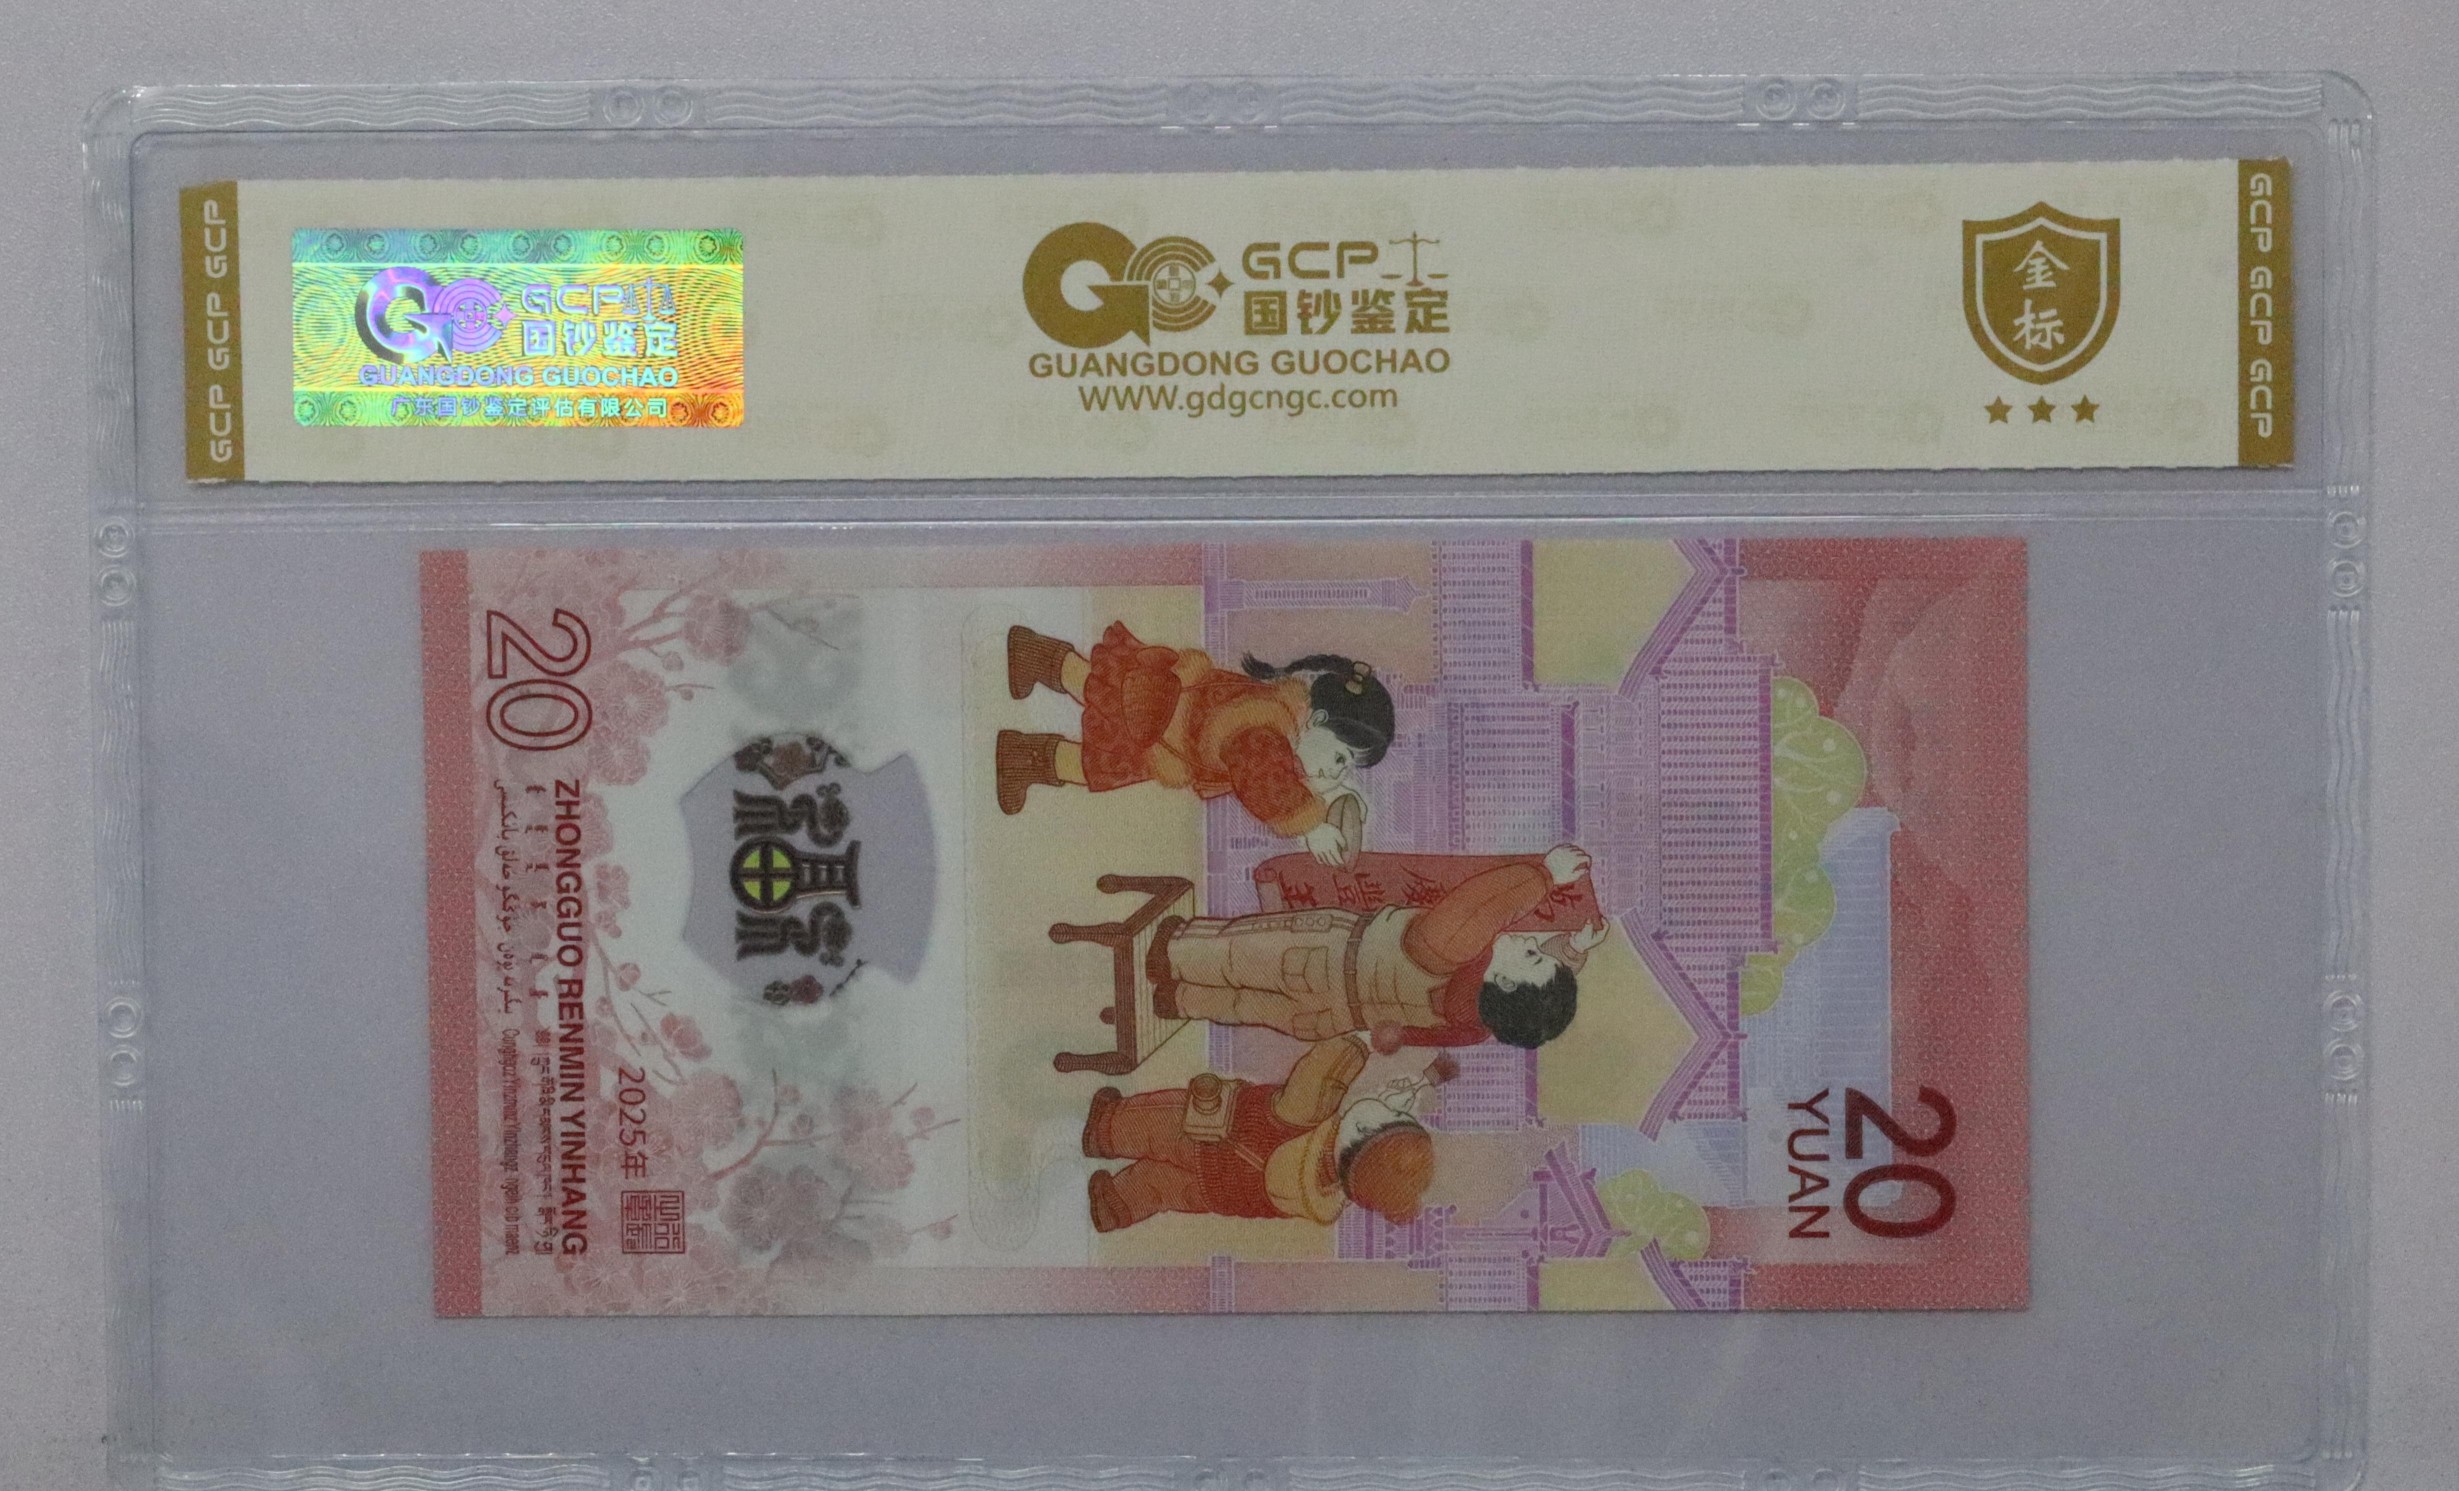 GCP GCP GCP
GCP
国钞鉴定
GUANGDONG GUOCHAO
广东国钞鉴定评估有限公司
GCP
国钞鉴定
GUANGDONG GUOCHAO
WWW.gdgcngc.com
金
标
GCP GCP GCP
20
YUAN
2025年
ZHONGGUO RENMIN YINHANG
20